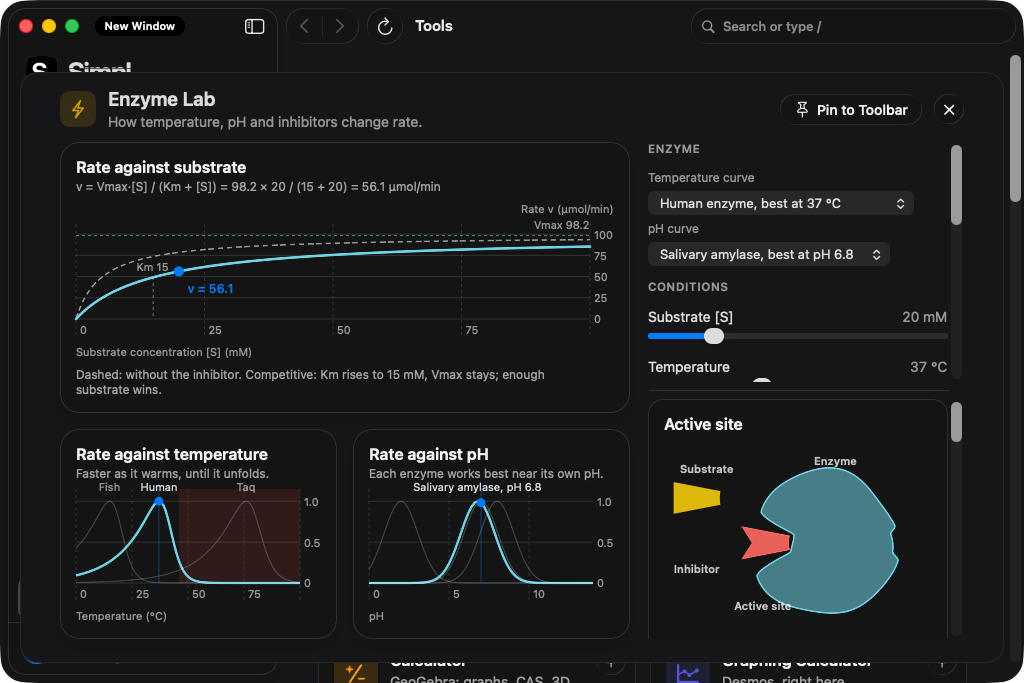 New Window
Tools
Search or type /
Simpl
Enzyme Lab
How temperature, pH and inhibitors change rate.
Pin to Toolbar
Rate against substrate
v = Vmax·[S] / (Km + [S]) = 98.2 × 20 / (15 + 20) = 56.1 µmol/min
Rate v (µmol/min)
Vmax 98.2
100
75
50
25
0
Km 15
v = 56.1
0
25
50
75
Substrate concentration [S] (mM)
Dashed: without the inhibitor. Competitive: Km rises to 15 mM, Vmax stays; enough
substrate wins.
Rate against temperature
Faster as it warms, until it unfolds.
Fish
Human
Taq
1.0
0.5
0
0
25
50
75
Temperature (°C)
Rate against pH
Each enzyme works best near its own pH.
Salivary amylase, pH 6.8
1.0
0.5
0
0
5
10
pH
ENZYME
Temperature curve
Human enzyme, best at 37 °C
pH curve
Salivary amylase, best at pH 6.8
CONDITIONS
Substrate [S]
20 mM
Temperature
37 °C
Active site
Substrate
Enzyme
Inhibitor
Active site
Calculator
GeoGebra: graphs, CAS, 3D
Graphing Calculator
Desmos, right here